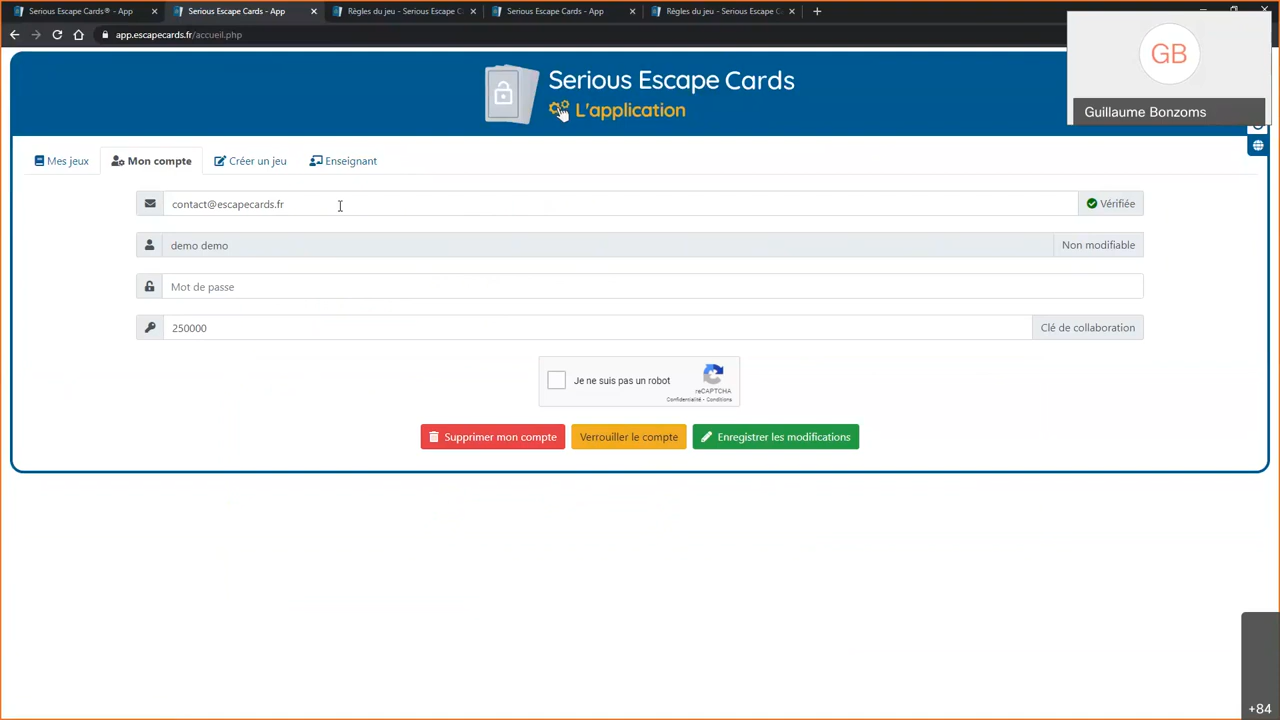 Serious Escape Cards® - App
Serious Escape Cards - App
Règles du jeu - Serious Escape C
Serious Escape Cards - App
Règles du jeu - Serious Escape C
app.escapecards.fr/accueil.php
GB
Guillaume Bonzoms
Serious Escape Cards
L'application
Mes jeux
Mon compte
Créer un jeu
Enseignant
contact@escapecards.fr
Vérifiée
demo demo
Non modifiable
Mot de passe
250000
Clé de collaboration
Je ne suis pas un robot
reCAPTCHA
Confidentialité - Conditions
Supprimer mon compte
Verrouiller le compte
Enregistrer les modifications
+84